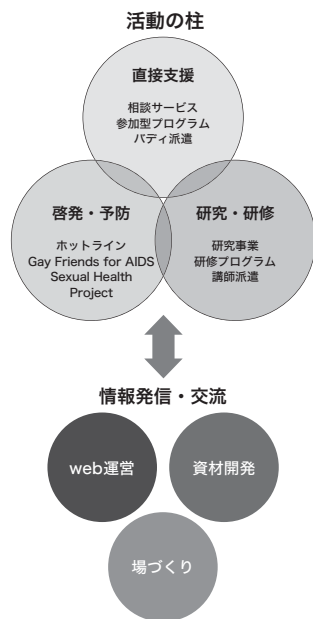 活動の柱
直接支援
相談サービス
参加型プログラム
バディ派遣
啓発・予防
ホットライン
Gay Friends for AIDS
Sexual Health
Project
研究・研修
研究事業
研修プログラム
講師派遣
情報発信・交流
web運営
資材開発
場づくり